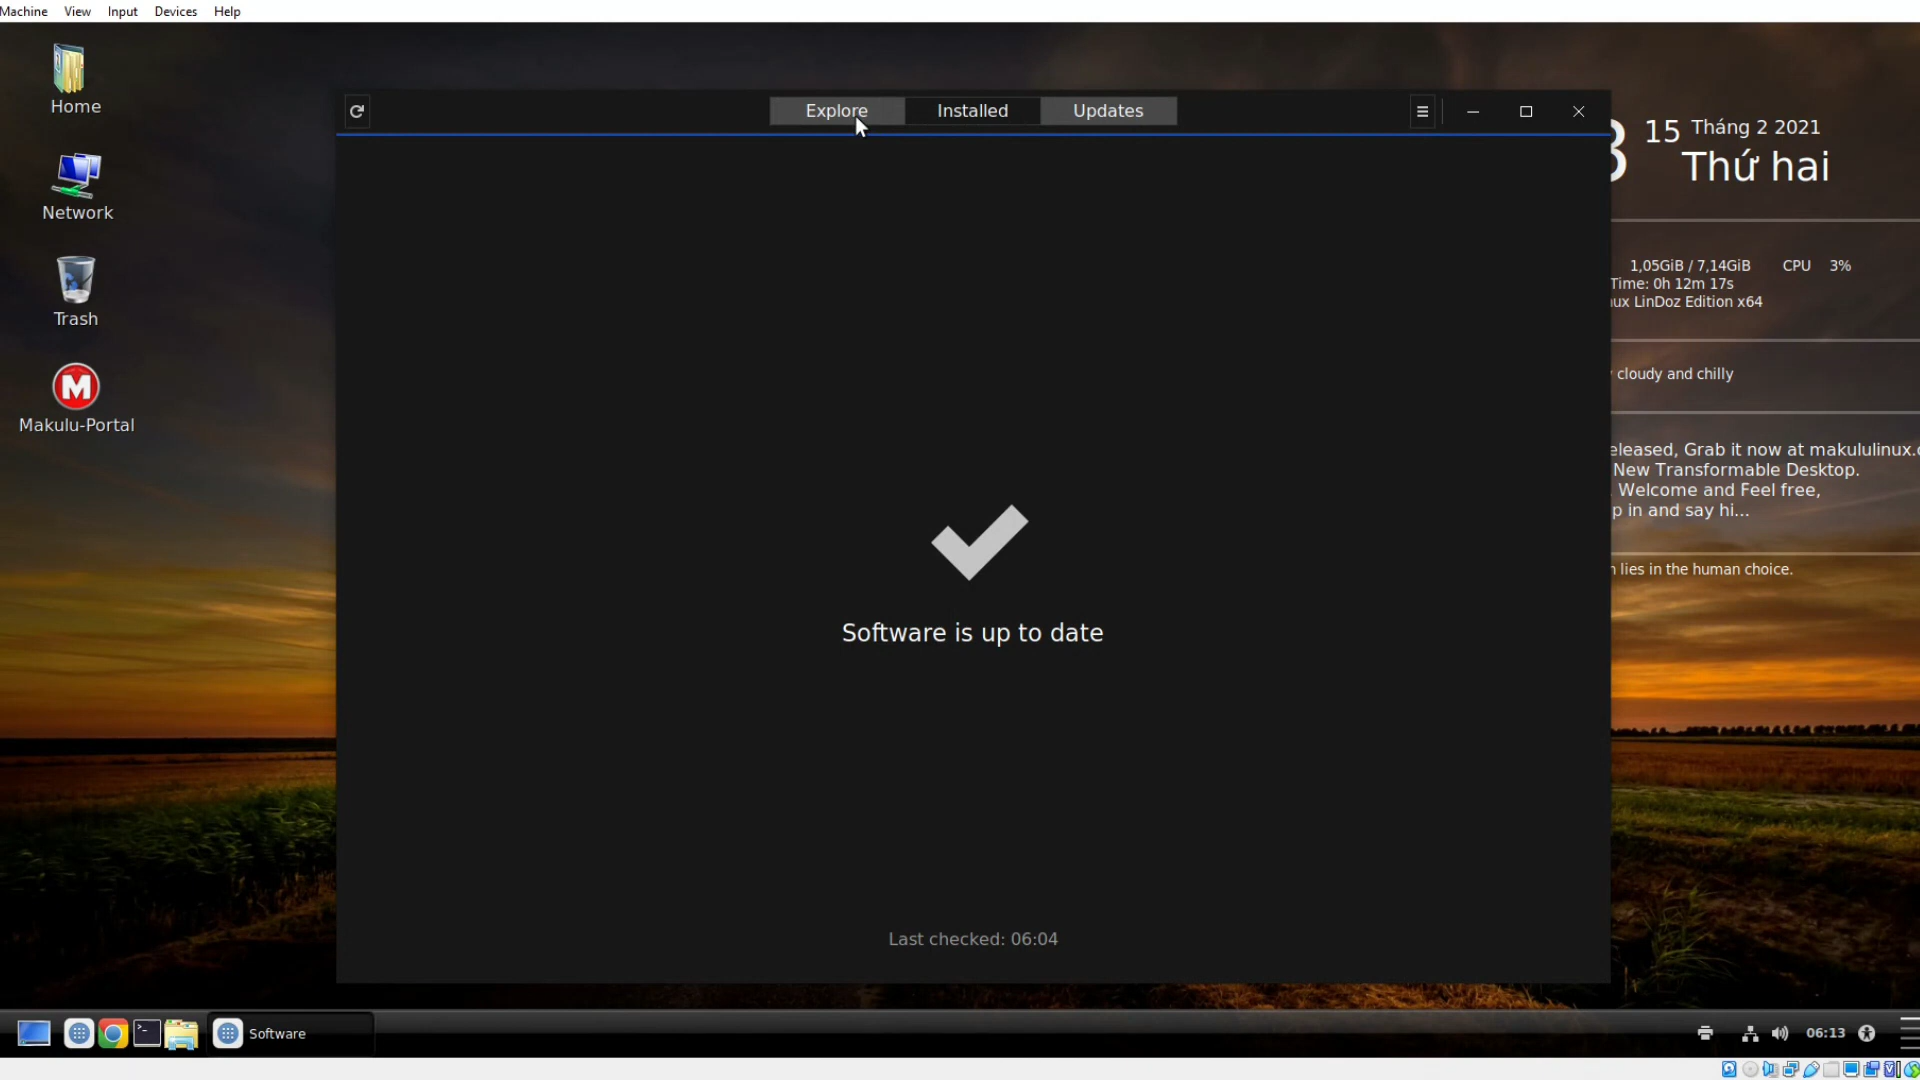 Machine View Input Devices Help
Home
Network
Trash
Makulu-Portal
Explore Installed Updates
Software is up to date
Last checked: 06:04
15 Tháng 2 2021
Thứ hai
1,05GiB / 7,14GiB CPU 3%
Time: 0h 12m 17s
LinDoz Edition x64
cloudy and chilly
Grab it now at
New Transformable Desktop.
Welcome and Feel free,
in and say hi...
lies in the human choice.
Software
06:13